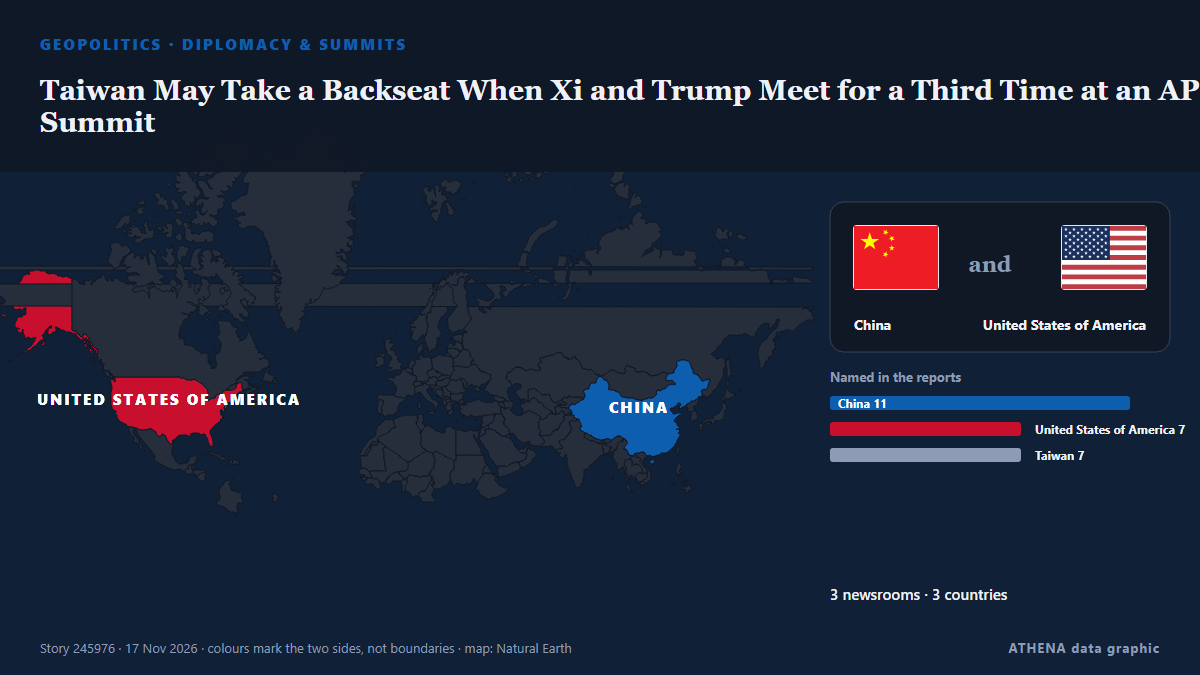 GEOPOLITICS · DIPLOMACY & SUMMITS
Taiwan May Take a Backseat When Xi and Trump Meet for a Third Time at an AP
Summit
and
China
United States of America
Named in the reports
China 11
United States of America 7
Taiwan 7
UNITED STATES OF AMERICA
CHINA
3 newsrooms · 3 countries
Story 245976 · 17 Nov 2026 · colours mark the two sides, not boundaries · map: Natural Earth
ATHENA data graphic